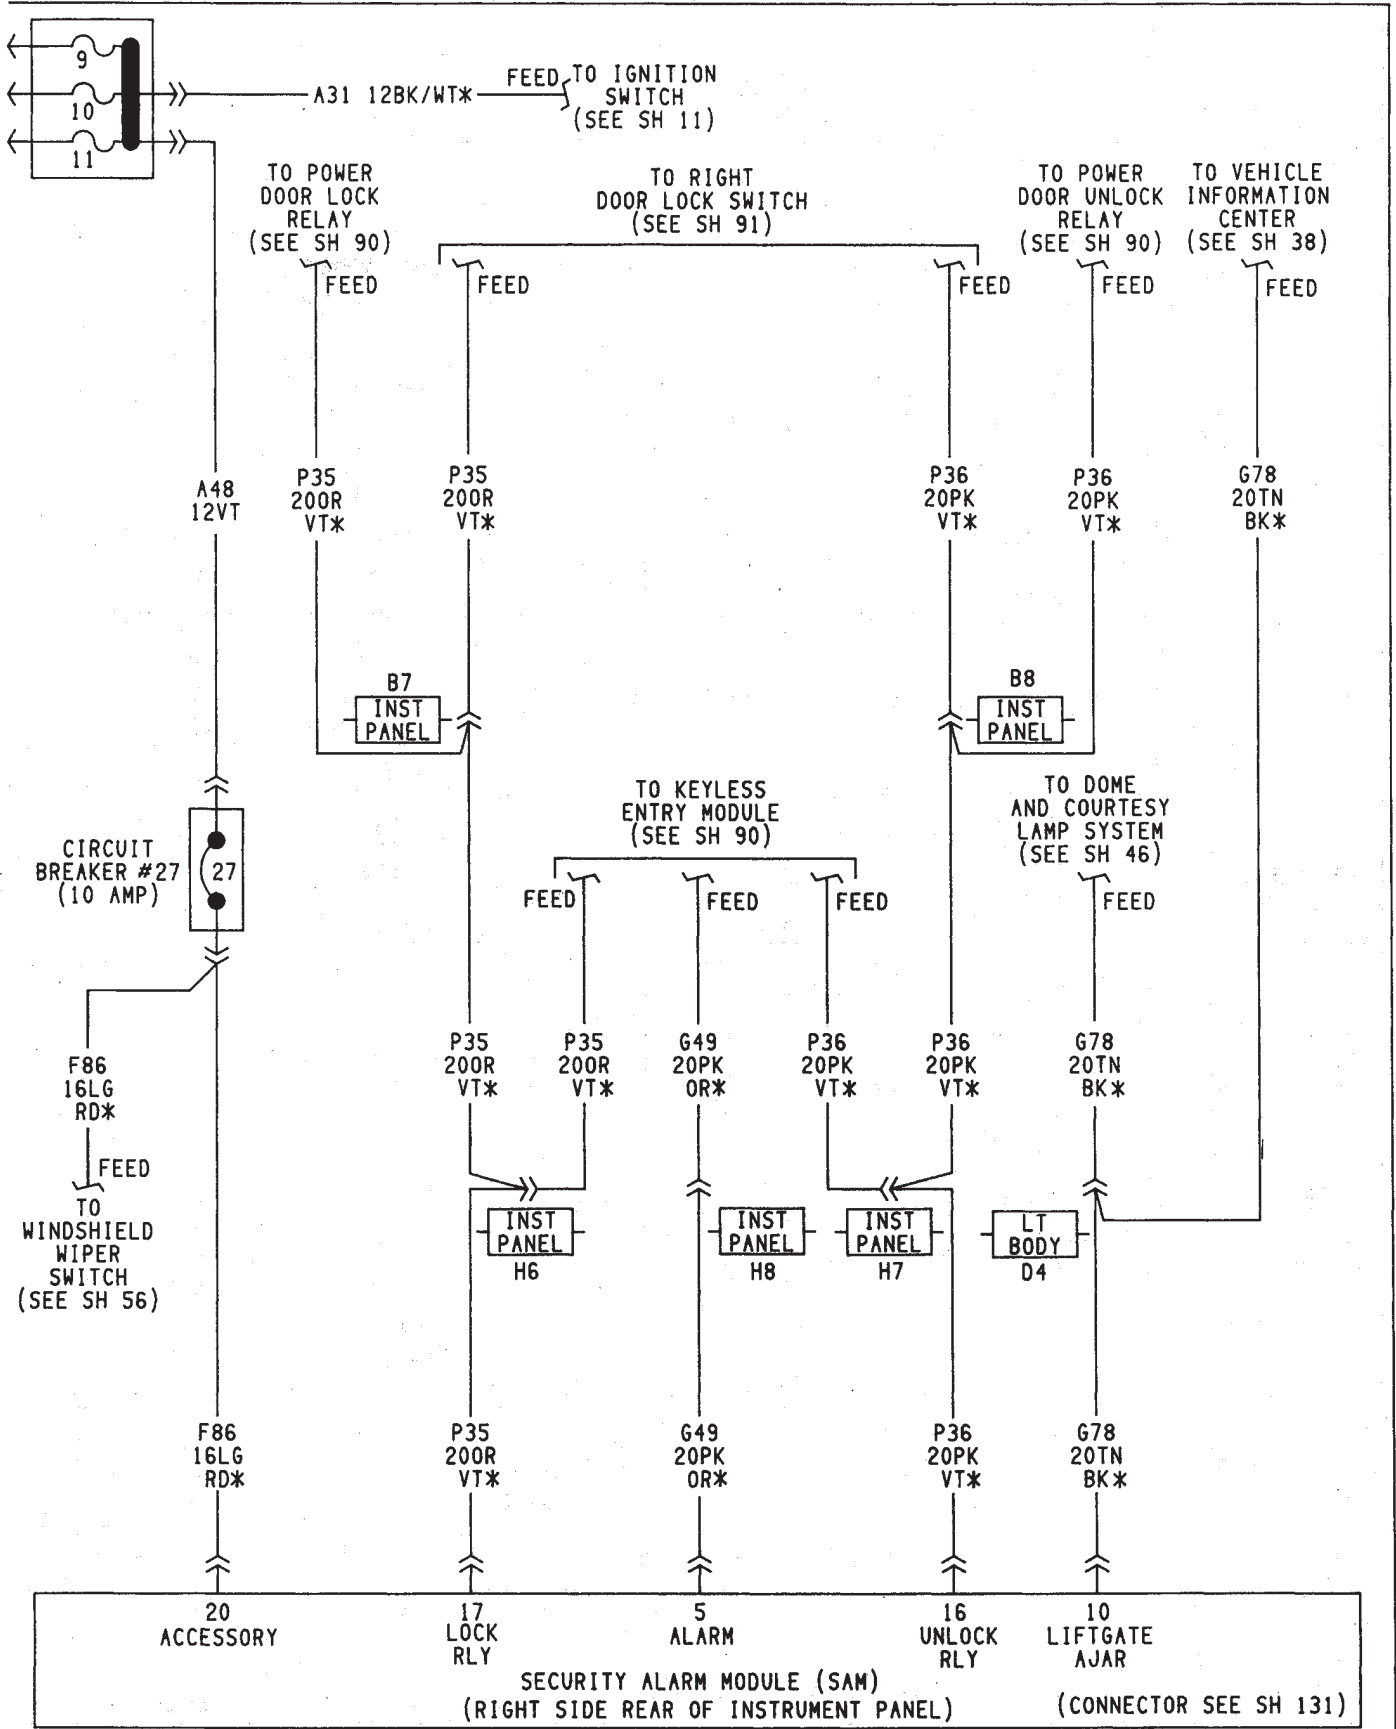 9
10
11
A31 12BK/WT*
FEED
TO IGNITION
SWITCH
(SEE SH 11)
TO POWER
DOOR LOCK
RELAY
(SEE SH 90)
FEED
TO RIGHT
DOOR LOCK SWITCH
(SEE SH 91)
FEED
FEED
TO POWER
DOOR UNLOCK
RELAY
(SEE SH 90)
FEED
TO VEHICLE
INFORMATION
CENTER
(SEE SH 38)
FEED
A48
12VT
P35
20OR
VT*
P35
20OR
VT*
P36
20PK
VT*
P36
20PK
VT*
G78
20TN
BK*
B7
INST
PANEL
B8
INST
PANEL
CIRCUIT
BREAKER #27
(10 AMP)
27
TO KEYLESS
ENTRY MODULE
(SEE SH 90)
FEED
FEED
FEED
TO DOME
AND COURTESY
LAMP SYSTEM
(SEE SH 46)
FEED
F86
16LG
RD*
FEED
TO
WINDSHIELD
WIPER
SWITCH
(SEE SH 56)
P35
20OR
VT*
P35
20OR
VT*
G49
20PK
OR*
P36
20PK
VT*
P36
20PK
VT*
G78
20TN
BK*
INST
PANEL
H6
INST
PANEL
H8
INST
PANEL
H7
LT
BODY
D4
F86
16LG
RD*
P35
20OR
VT*
G49
20PK
OR*
P36
20PK
VT*
G78
20TN
BK*
20
ACCESSORY
17
LOCK
RLY
5
ALARM
16
UNLOCK
RLY
10
LIFTGATE
AJAR
SECURITY ALARM MODULE (SAM)
(RIGHT SIDE REAR OF INSTRUMENT PANEL)
(CONNECTOR SEE SH 131)